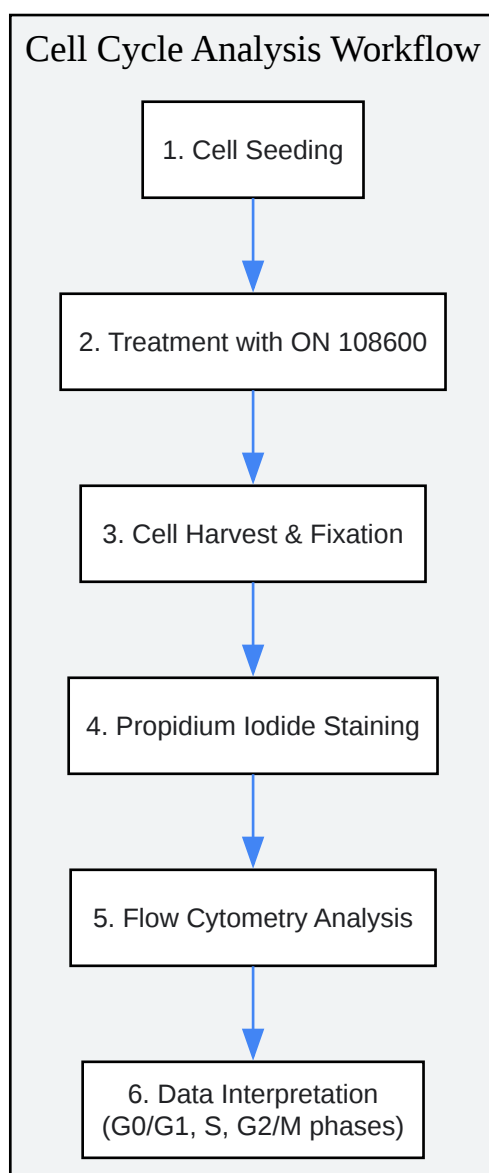 Cell Cycle Analysis Workflow
1. Cell Seeding
2. Treatment with ON 108600
3. Cell Harvest & Fixation
4. Propidium Iodide Staining
5. Flow Cytometry Analysis
6. Data Interpretation
(G0/G1, S, G2/M phases)